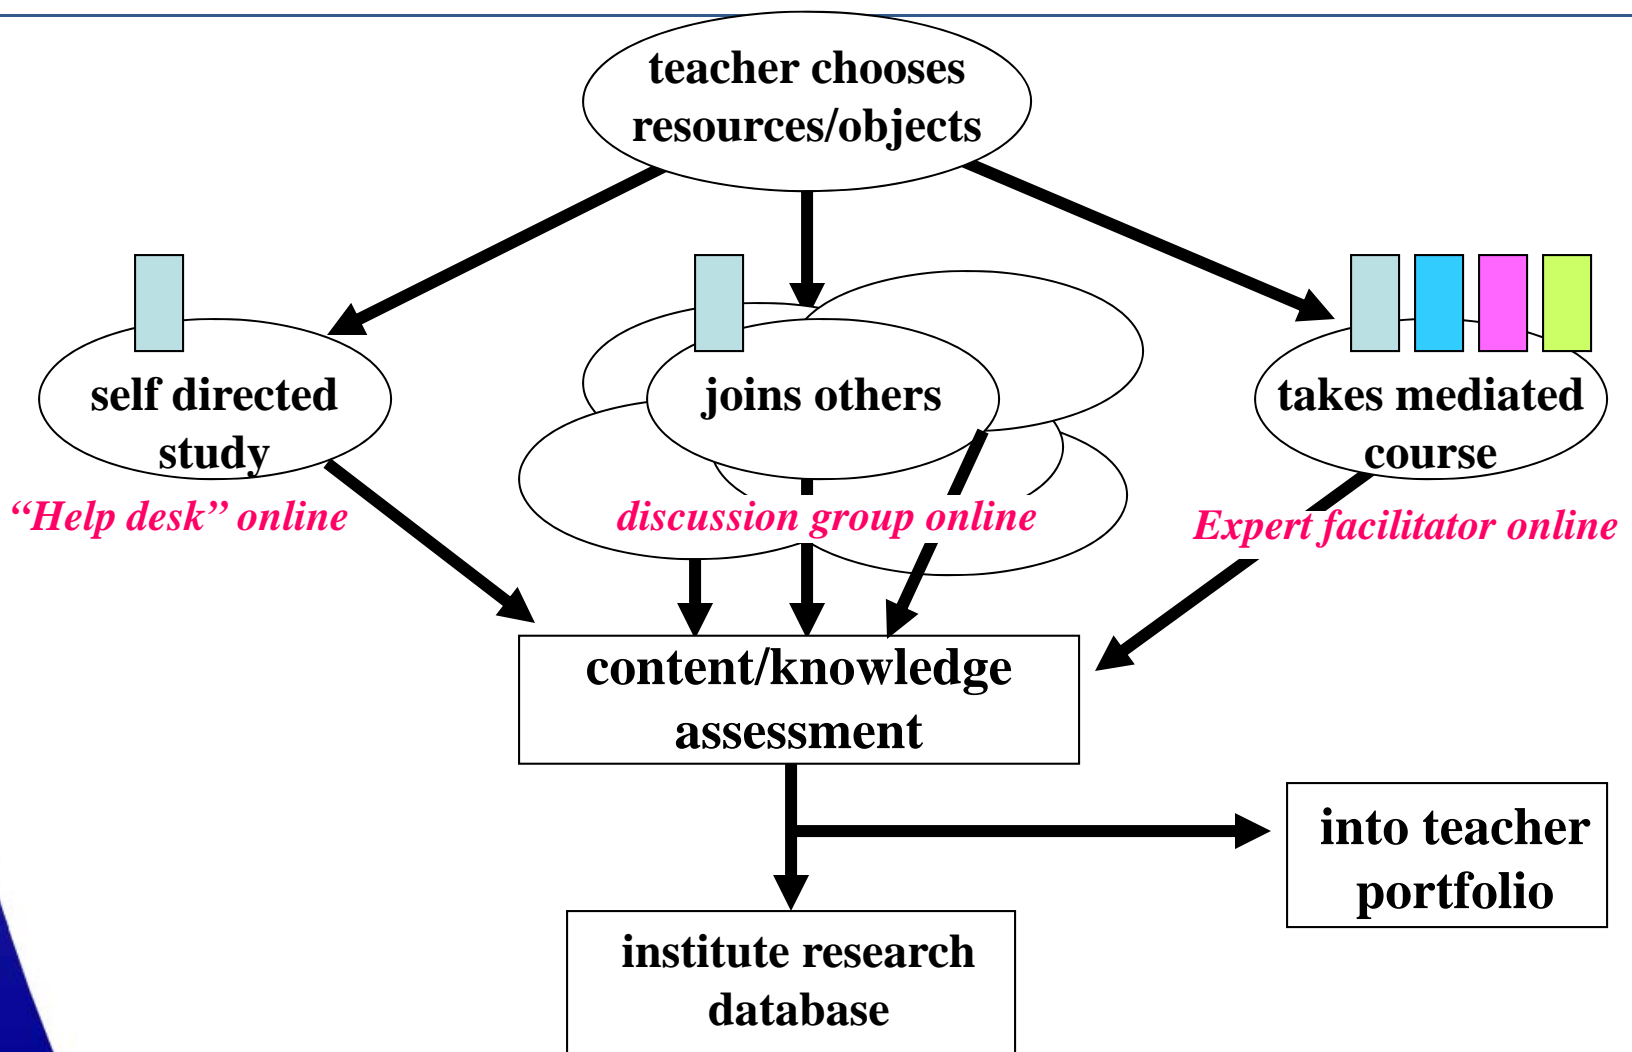 teacher chooses
resources/objects
self directed
study
joins others
takes mediated
course
“Help desk” online
discussion group online
Expert facilitator online
content/knowledge
assessment
into teacher
portfolio
institute research
database